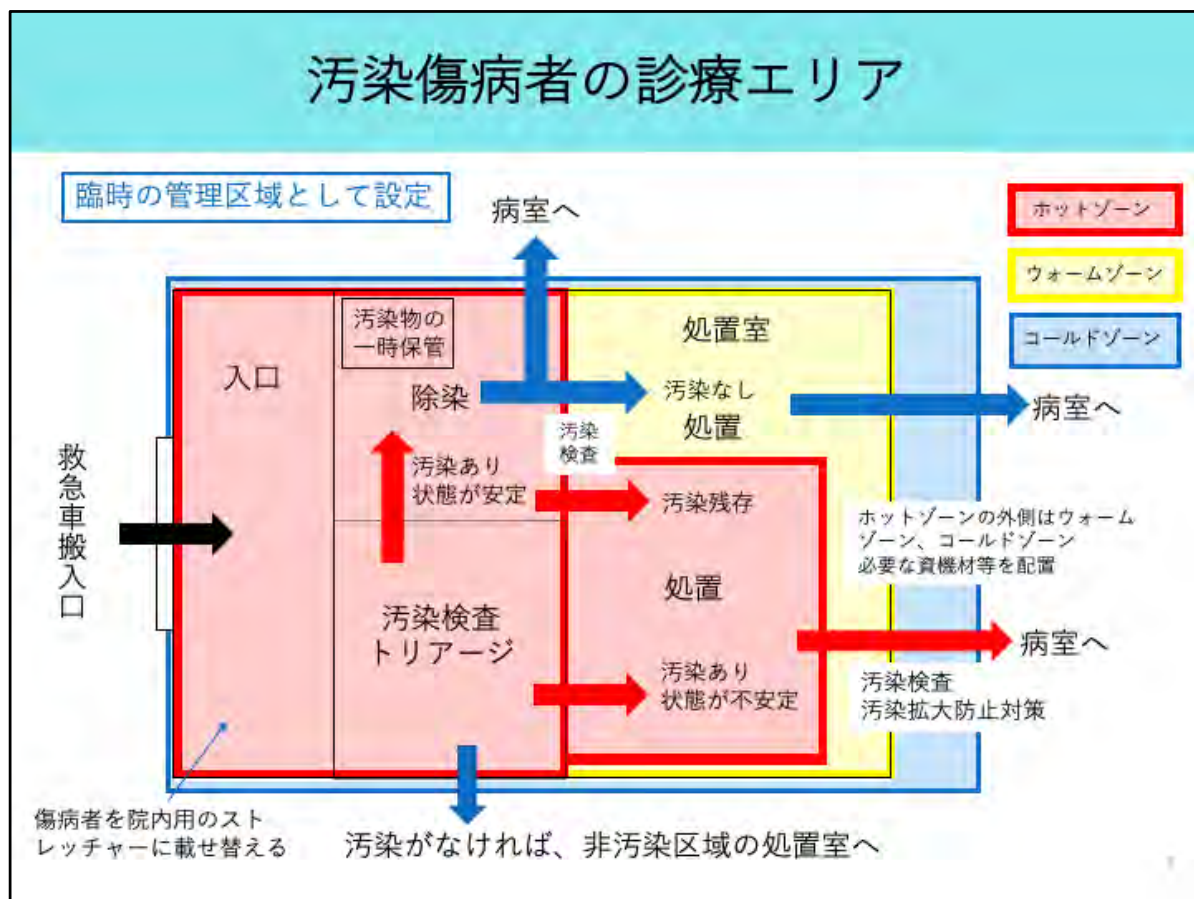 汚染傷病者の診療エリア
臨時の管理区域として設定
病室へ
ホットゾーン
ウォームゾーン
コールドゾーン
汚染物の
一時保管
処置室
入口
除染
汚染なし
処置
病室へ
汚染
検査
救急車搬入口
汚染あり
状態が安定
汚染残存
ホットゾーンの外側はウォーム
ゾーン、コールドゾーン
必要な資機材等を配置
処置
汚染検査
トリアージ
病室へ
汚染あり
状態が不安定
汚染検査
汚染拡大防止対策
傷病者を院内用のスト
レッチャーに載せ替える
汚染がなければ、非汚染区域の処置室へ